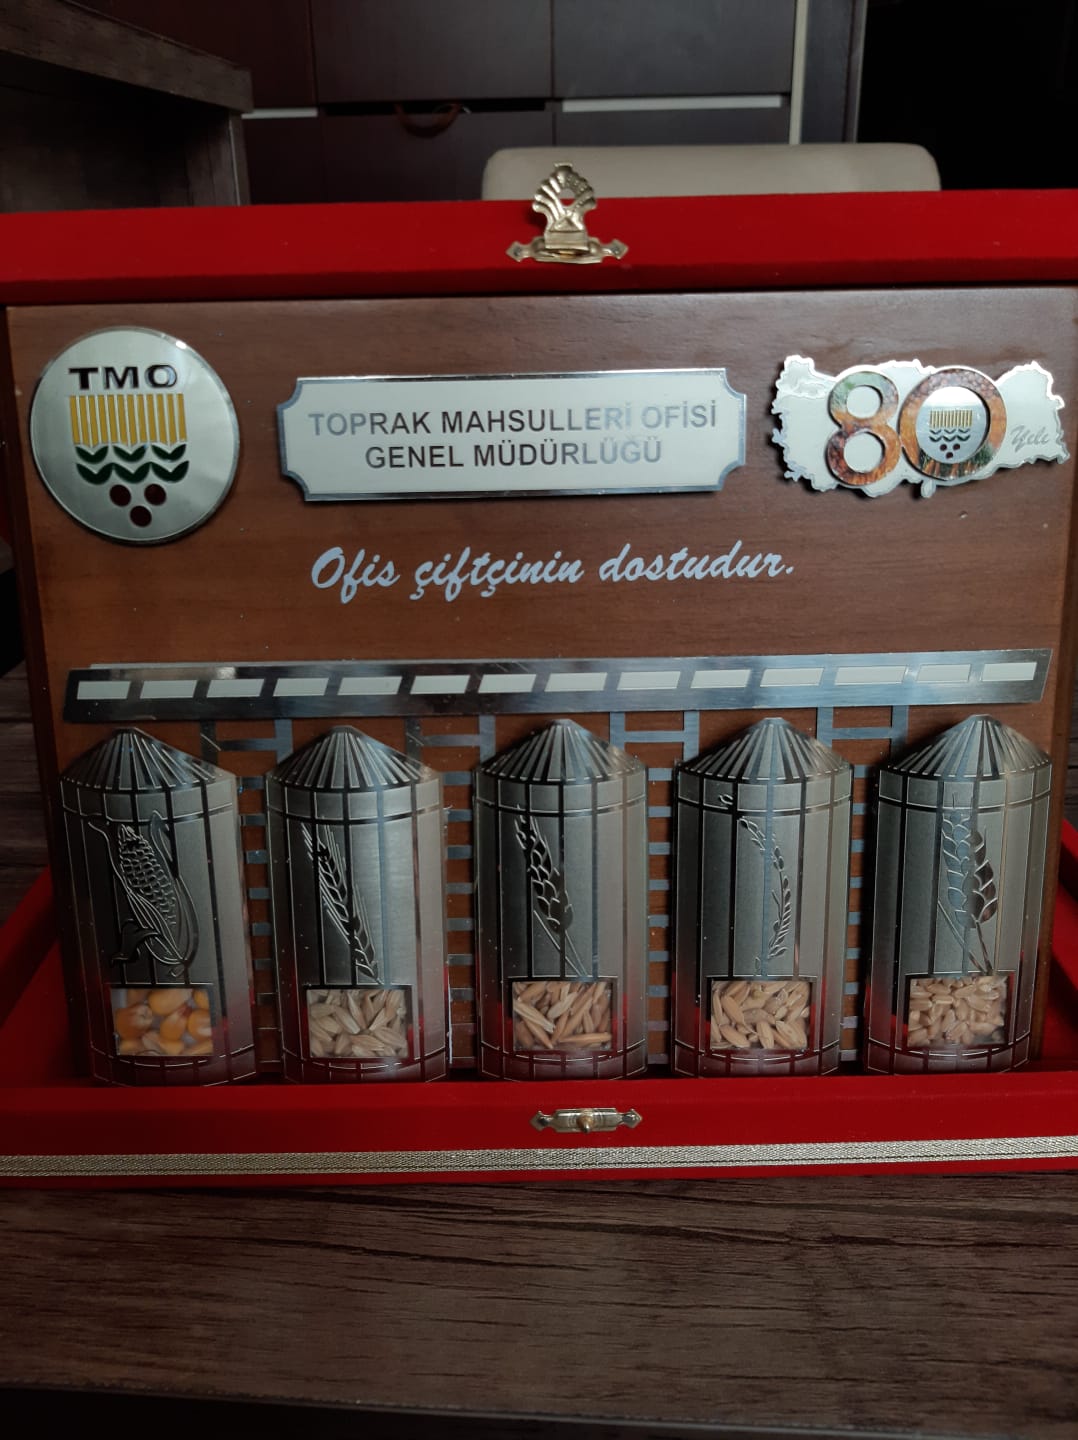 TMO
TOPRAK MAHSULLERİ OFİSİ
GENEL MÜDÜRLÜĞÜ
80
Yılı
Ofis çiftçinin dostudur.